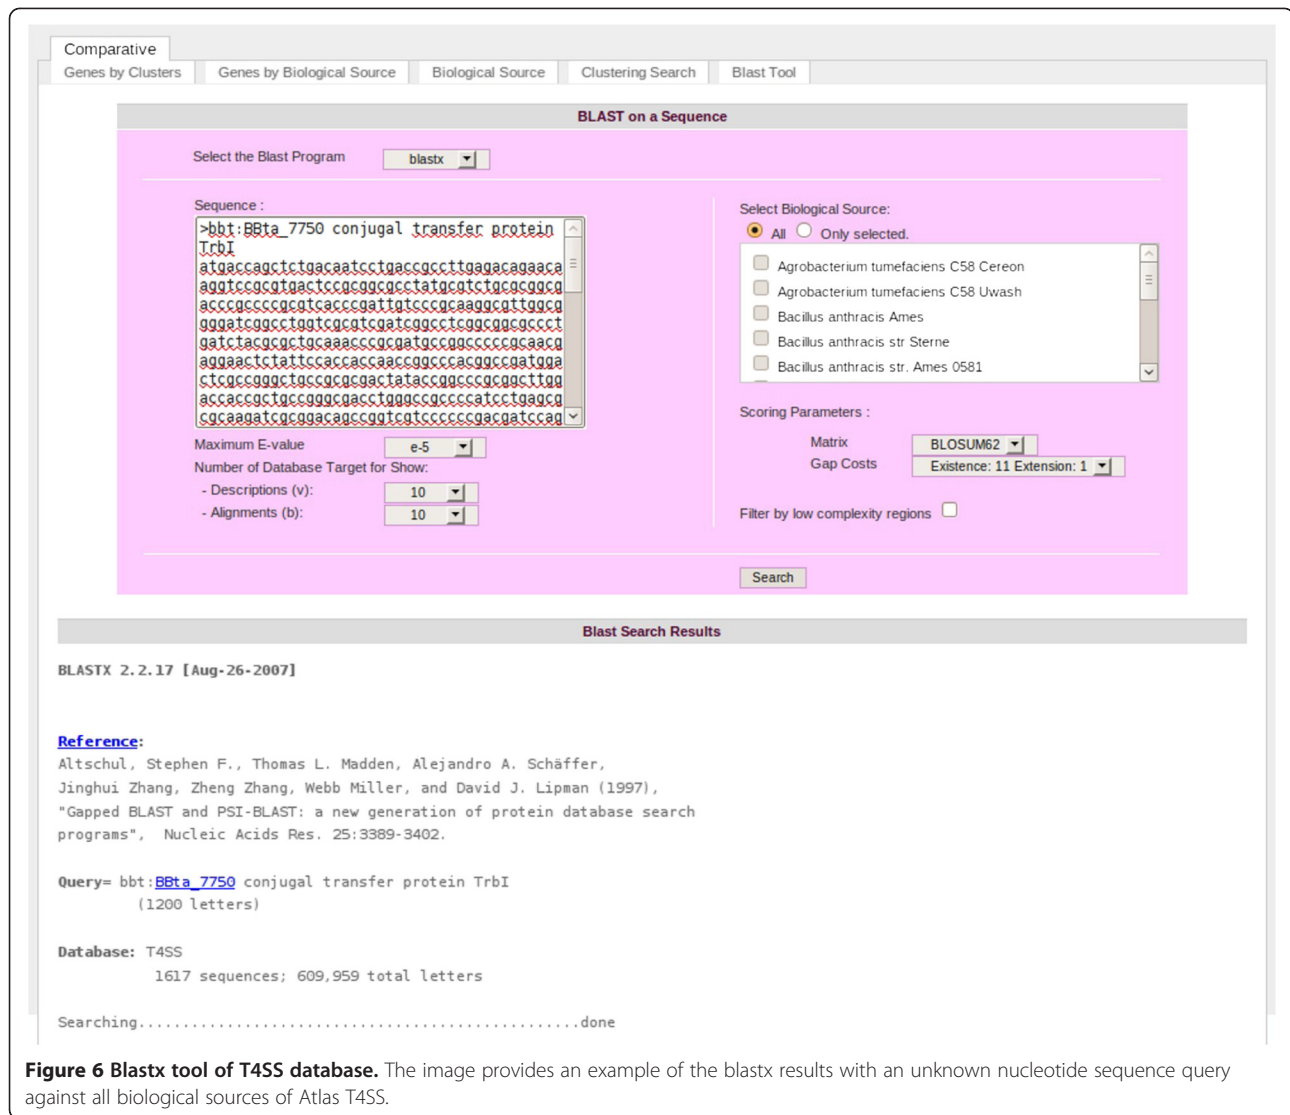 Comparative
Genes by Clusters
Genes by Biological Source
Biological Source
Clustering Search
Blast Tool
BLAST on a Sequence
Select the Blast Program
blastx
Sequence :
>bbt:BBta_7750 conjugal transfer protein
TrbI
atgaccagctctgacaatcctgaccgccttgagacagaaca
aggtccgcgtgactccgcggcgcctatgcgtctgcgcggcg
acccgccccgcgtcacccgattgtcccgcaaggcgttggcg
gggatcggcctggtcgcgtcgatcggcctcggcggcgccct
gatctacgcgctgcaaacccgcgatgccggcccccgcaacg
aggaactctattccaccaccaaccggcccacggccgatgga
ctcgccgggctgccgcgcgactataccggcccgcggcttgg
accaccgctgccgggcgacctgggccgccccatcctgagcg
cgcaagatcgcggacagccggtcgtccccccgacgatccag
Maximum E-value
e-5
Number of Database Target for Show:
- Descriptions (v):
10
- Alignments (b):
10
Select Biological Source:
All Only selected.
Agrobacterium tumefaciens C58 Cereon
Agrobacterium tumefaciens C58 Uwash
Bacillus anthracis Ames
Bacillus anthracis str Sterne
Bacillus anthracis str. Ames 0581
Scoring Parameters :
Matrix
BLOSUM62
Gap Costs
Existence: 11 Extension: 1
Filter by low complexity regions
Search
Blast Search Results
BLASTX 2.2.17 [Aug-26-2007]
Reference:
Altschul, Stephen F., Thomas L. Madden, Alejandro A. Schäffer,
Jinghui Zhang, Zheng Zhang, Webb Miller, and David J. Lipman (1997),
"Gapped BLAST and PSI-BLAST: a new generation of protein database search
programs", Nucleic Acids Res. 25:3389-3402.
Query= bbt:BBta_7750 conjugal transfer protein TrbI
(1200 letters)
Database: T4SS
1617 sequences; 609,959 total letters
Searching..................................................done
Figure 6 Blastx tool of T4SS database. The image provides an example of the blastx results with an unknown nucleotide sequence query
against all biological sources of Atlas T4SS.